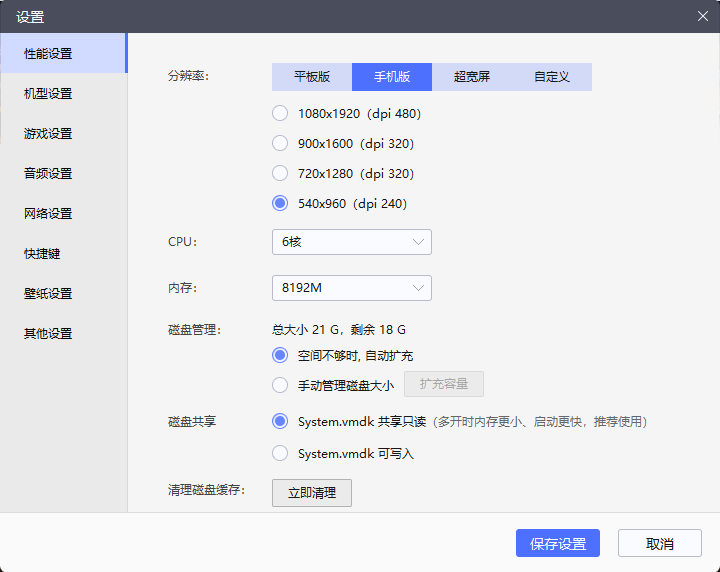 设置
性能设置
机型设置
游戏设置
音频设置
网络设置
快捷键
壁纸设置
其他设置
分辨率：
平板版 手机版 超宽屏 自定义
1080x1920（dpi 480）
900x1600（dpi 320）
720x1280（dpi 320）
540x960（dpi 240）
CPU： 6核
内存： 8192M
磁盘管理： 总大小 21 G，剩余 18 G
空间不够时, 自动扩充
手动管理磁盘大小 扩充容量
磁盘共享 System.vmdk 共享只读（多开时内存更小、启动更快，推荐使用）
System.vmdk 可写入
清理磁盘缓存： 立即清理
保存设置 取消